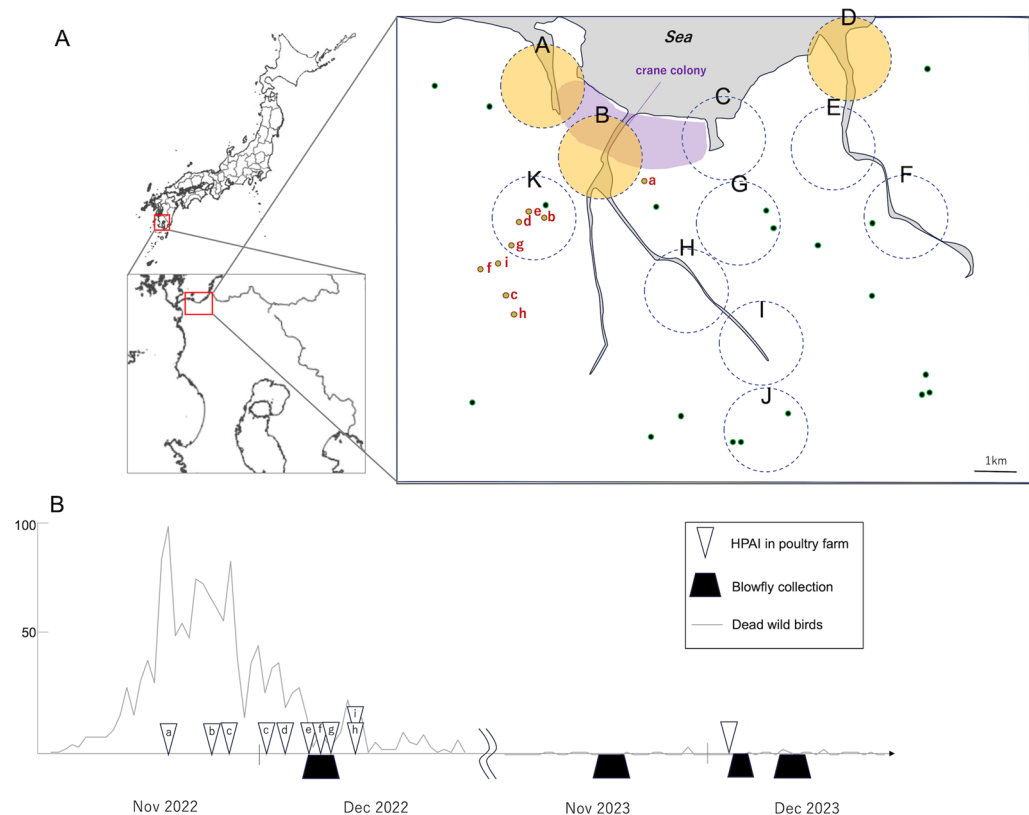 A
Sea
crane colony
A
B
C
D
E
F
G
H
I
J
K
a
e
b
d
g
i
f
c
h
1km
B
100
50
HPAI in poultry farm
Blowfly collection
Dead wild birds
a
b
c
c
d
e
f
g
i
h
Nov 2022
Dec 2022
Nov 2023
Dec 2023